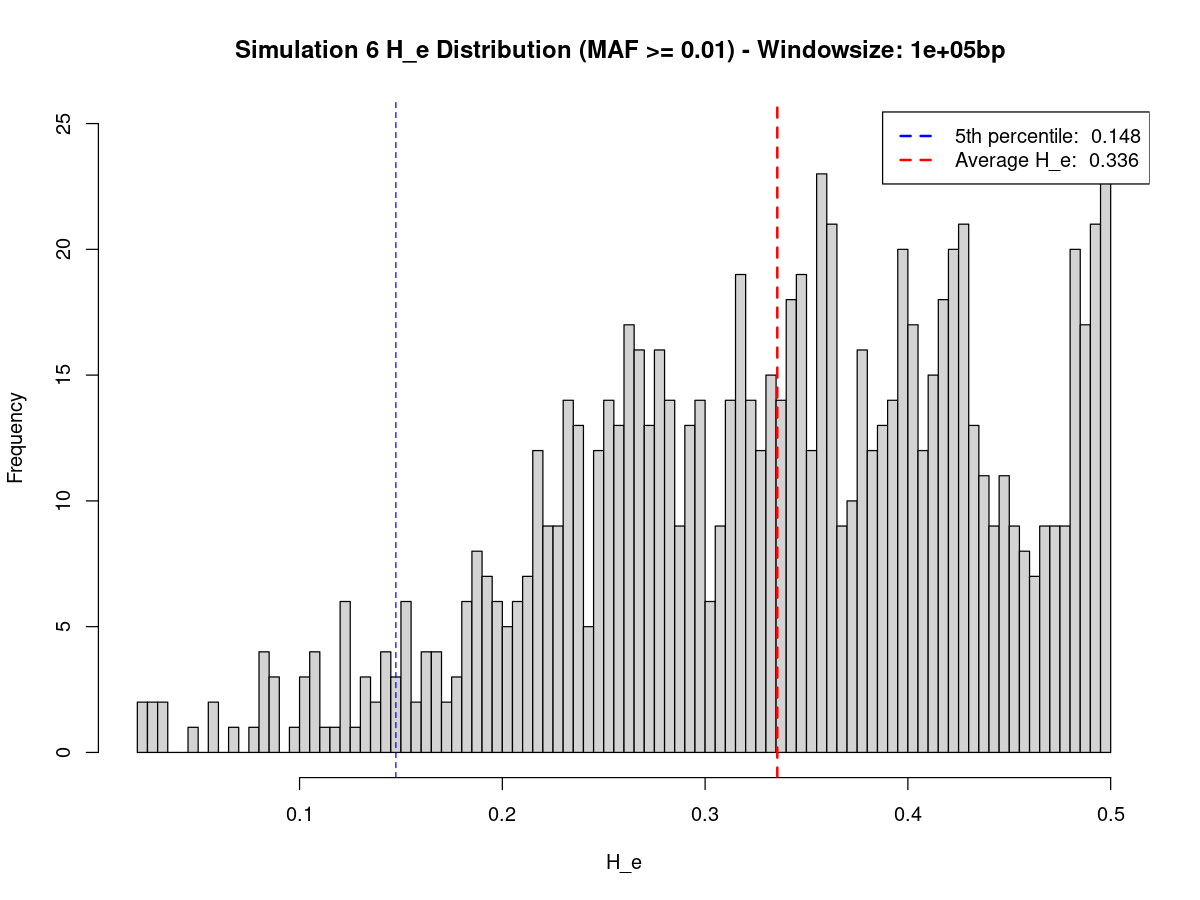 Simulation 6 H_e Distribution (MAF >= 0.01) - Windowsize: 1e+05bp
5th percentile: 0.148
Average H_e: 0.336
25
20
15
10
5
0
Frequency
0.1 0.2 0.3 0.4 0.5
H_e